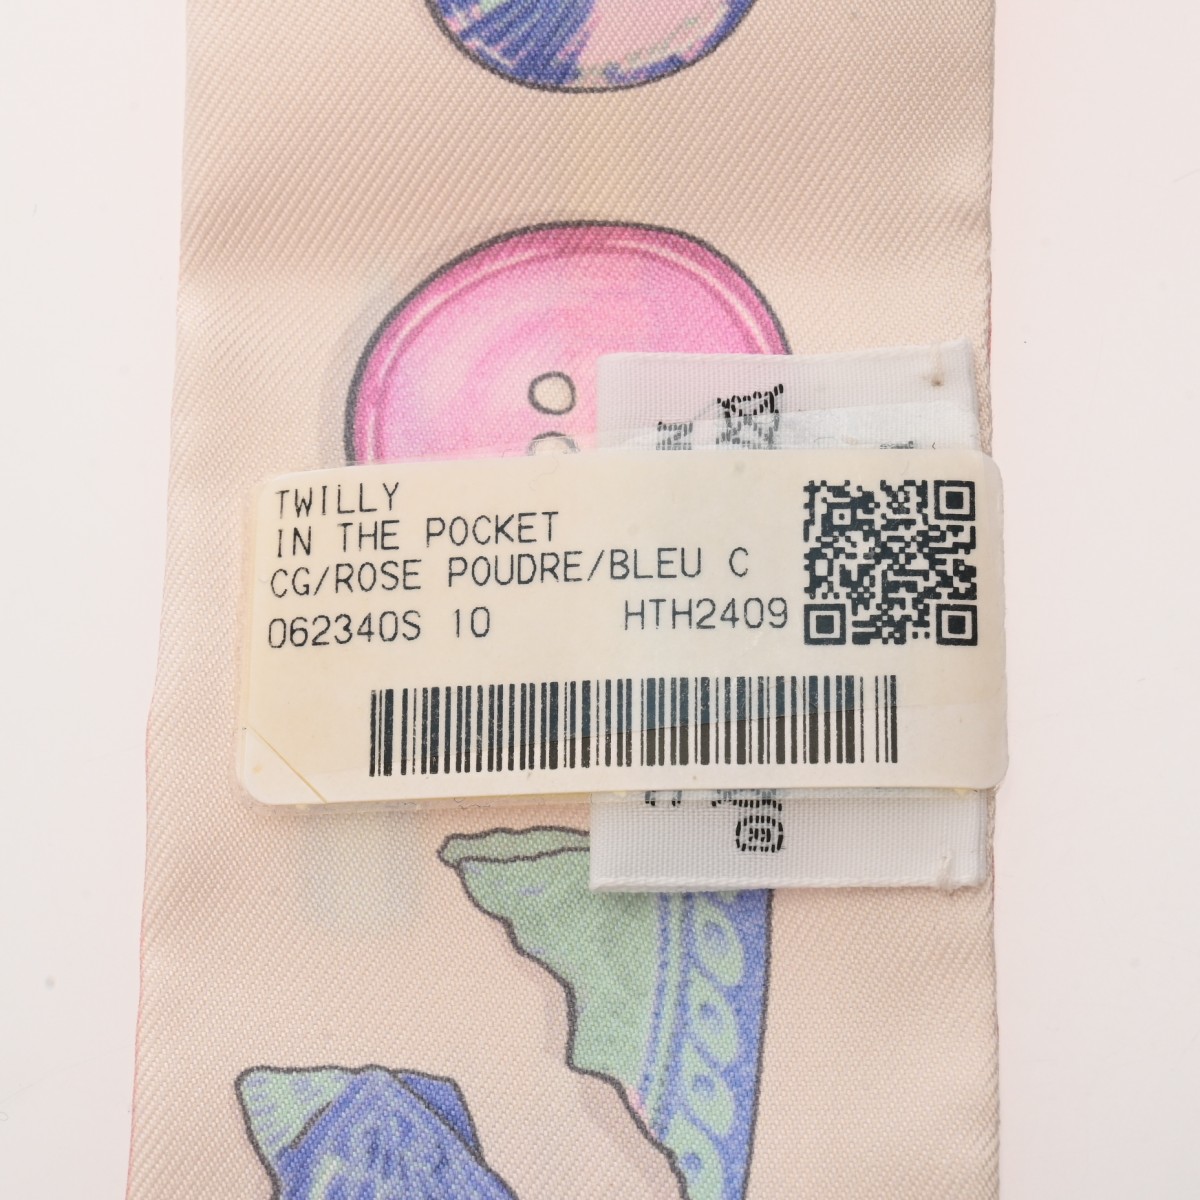 TWILLY
IN THE POCKET
CG/ROSE POUDRE/BLEU C
062340S 10 HTH2409